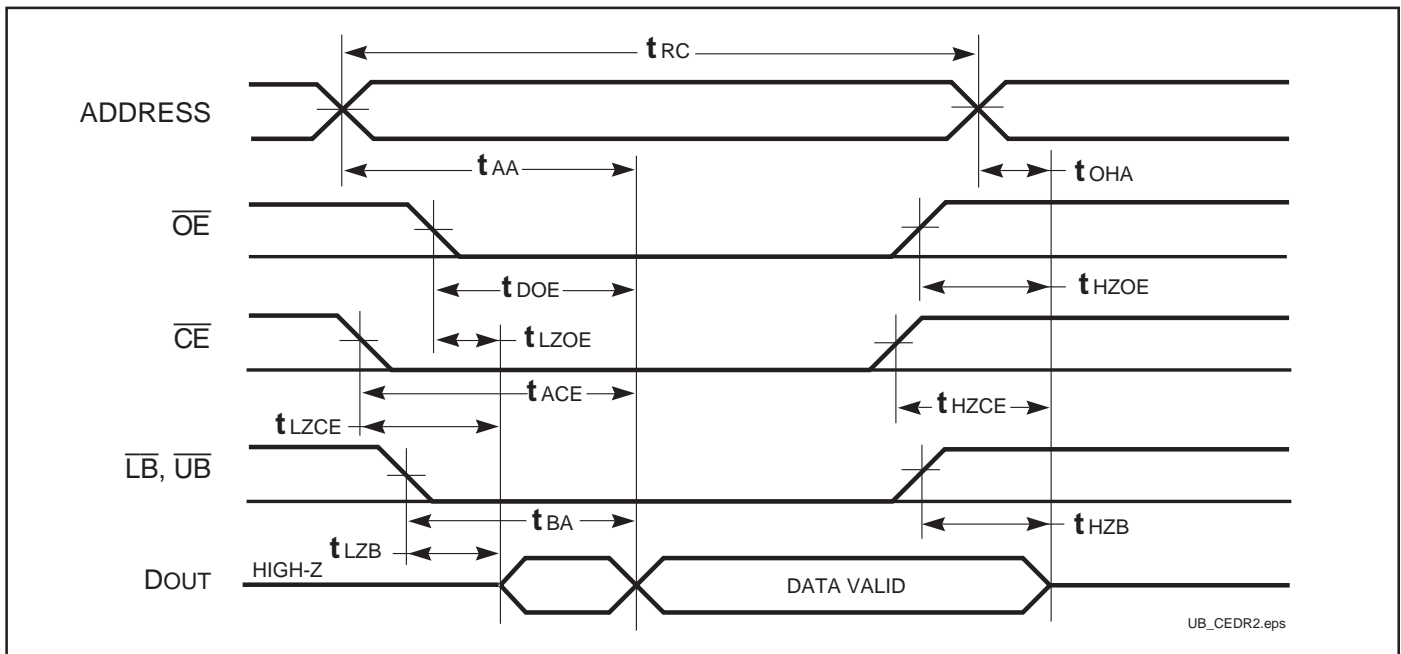 tRC
ADDRESS
tAA
tOHA
OE
tDOE
tHZOE
CE
tLZOE
tACE
tHZCE
tLZCE
LB, UB
tBA
tHZB
tLZB
HIGH-Z
DOUT
DATA VALID
UB_CEDR2.eps